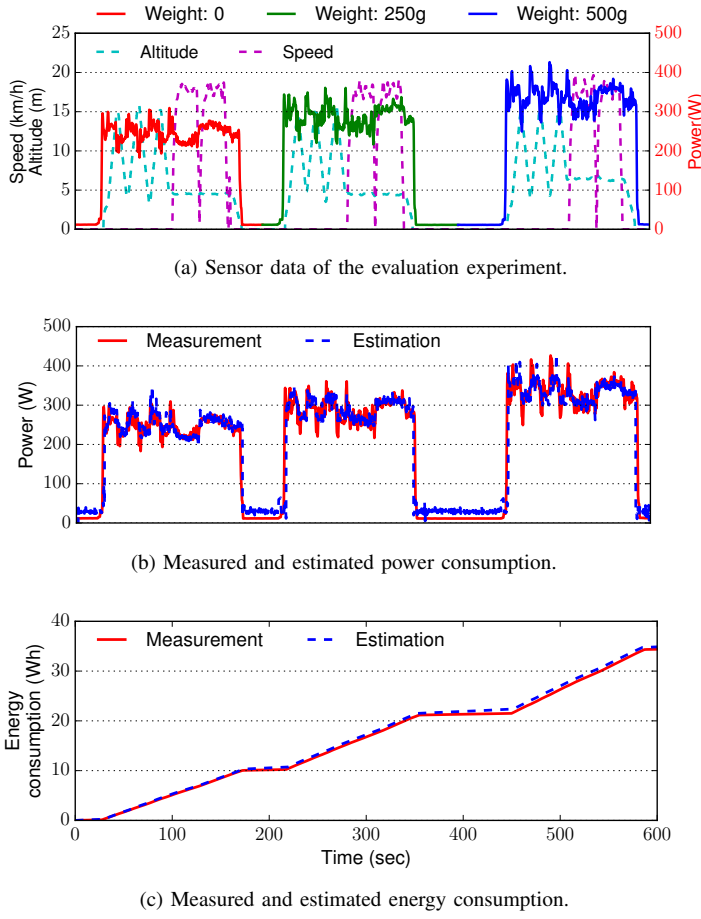 Weight: 0 Weight: 250g Weight: 500g
Altitude Speed
25 20 15 10 5 0
Speed (km/h)
Altitude (m)
500 400 300 200 100 0
Power(W)
(a) Sensor data of the evaluation experiment.
Measurement Estimation
500 400 300 200 100 0
Power (W)
(b) Measured and estimated power consumption.
Measurement Estimation
40 30 20 10 0
Energy
consumption (Wh)
0 100 200 300 400 500 600
Time (sec)
(c) Measured and estimated energy consumption.